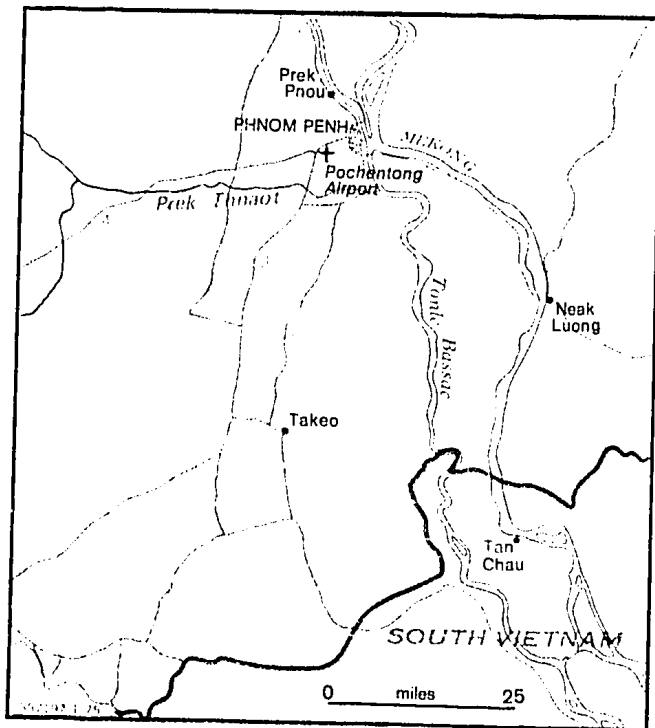 Prek
Pnou
PHNOM PENH
MEKONG
Pochentong
Airport
Prek Thnaot
Tonle Bassac
Neak
Luong
Takeo
Tan
Chau
SOUTH VIETNAM
0 miles 25